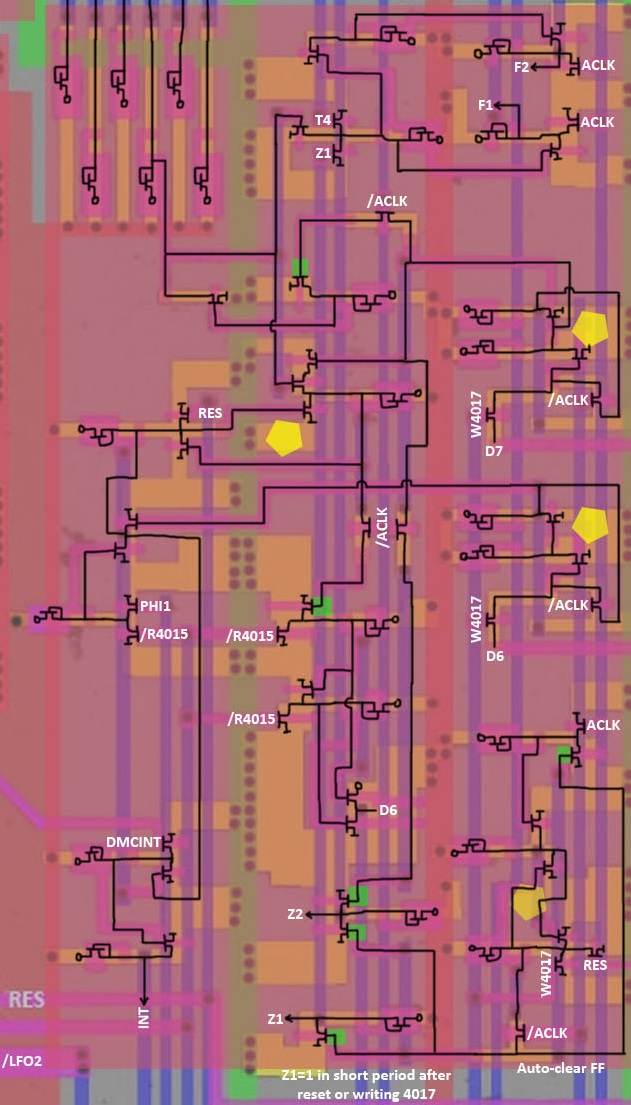 F2
/ACLK
F1
/ACLK
T4
Z1
/ACLK
W4017
/ACLK
D7
RES
/ACLK
W4017
/ACLK
D6
PHI1
/R4015
/R4015
/R4015
ACLK
D6
DMCINT
Z2
W4017
RES
RES
INT
Z1
/ACLK
/LFO2
Z1=1 in short period after
reset or writing 4017
Auto-clear FF